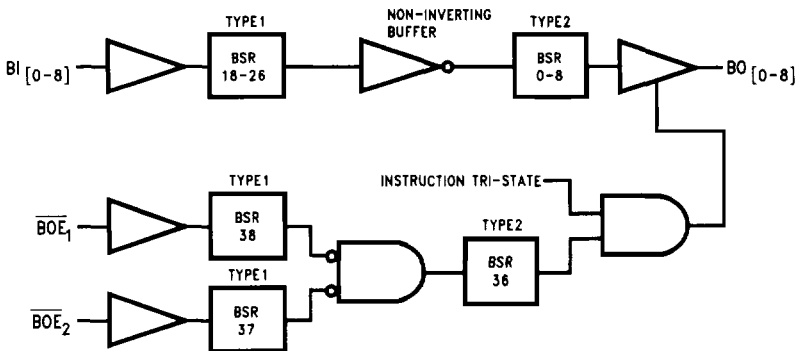 TYPE1
NON-INVERTING
BUFFER
TYPE2
BI[0-8]
BSR
18-26
BSR
0-8
BO[0-8]
TYPE1
INSTRUCTION TRI-STATE
BOE1
BSR
38
TYPE2
TYPE1
BSR
36
BOE2
BSR
37